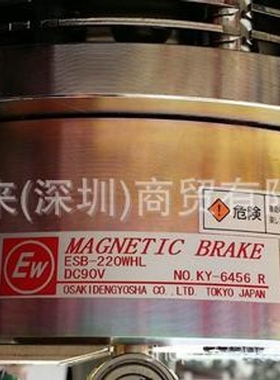 来(深圳)商贸有
危険
Ew
MAGNETIC BRAKE
ESB-220WHL
DC90V NO.KY-6456 R
OSAKIDENGYOSHA CO., LTD. TOKYO JAPAN